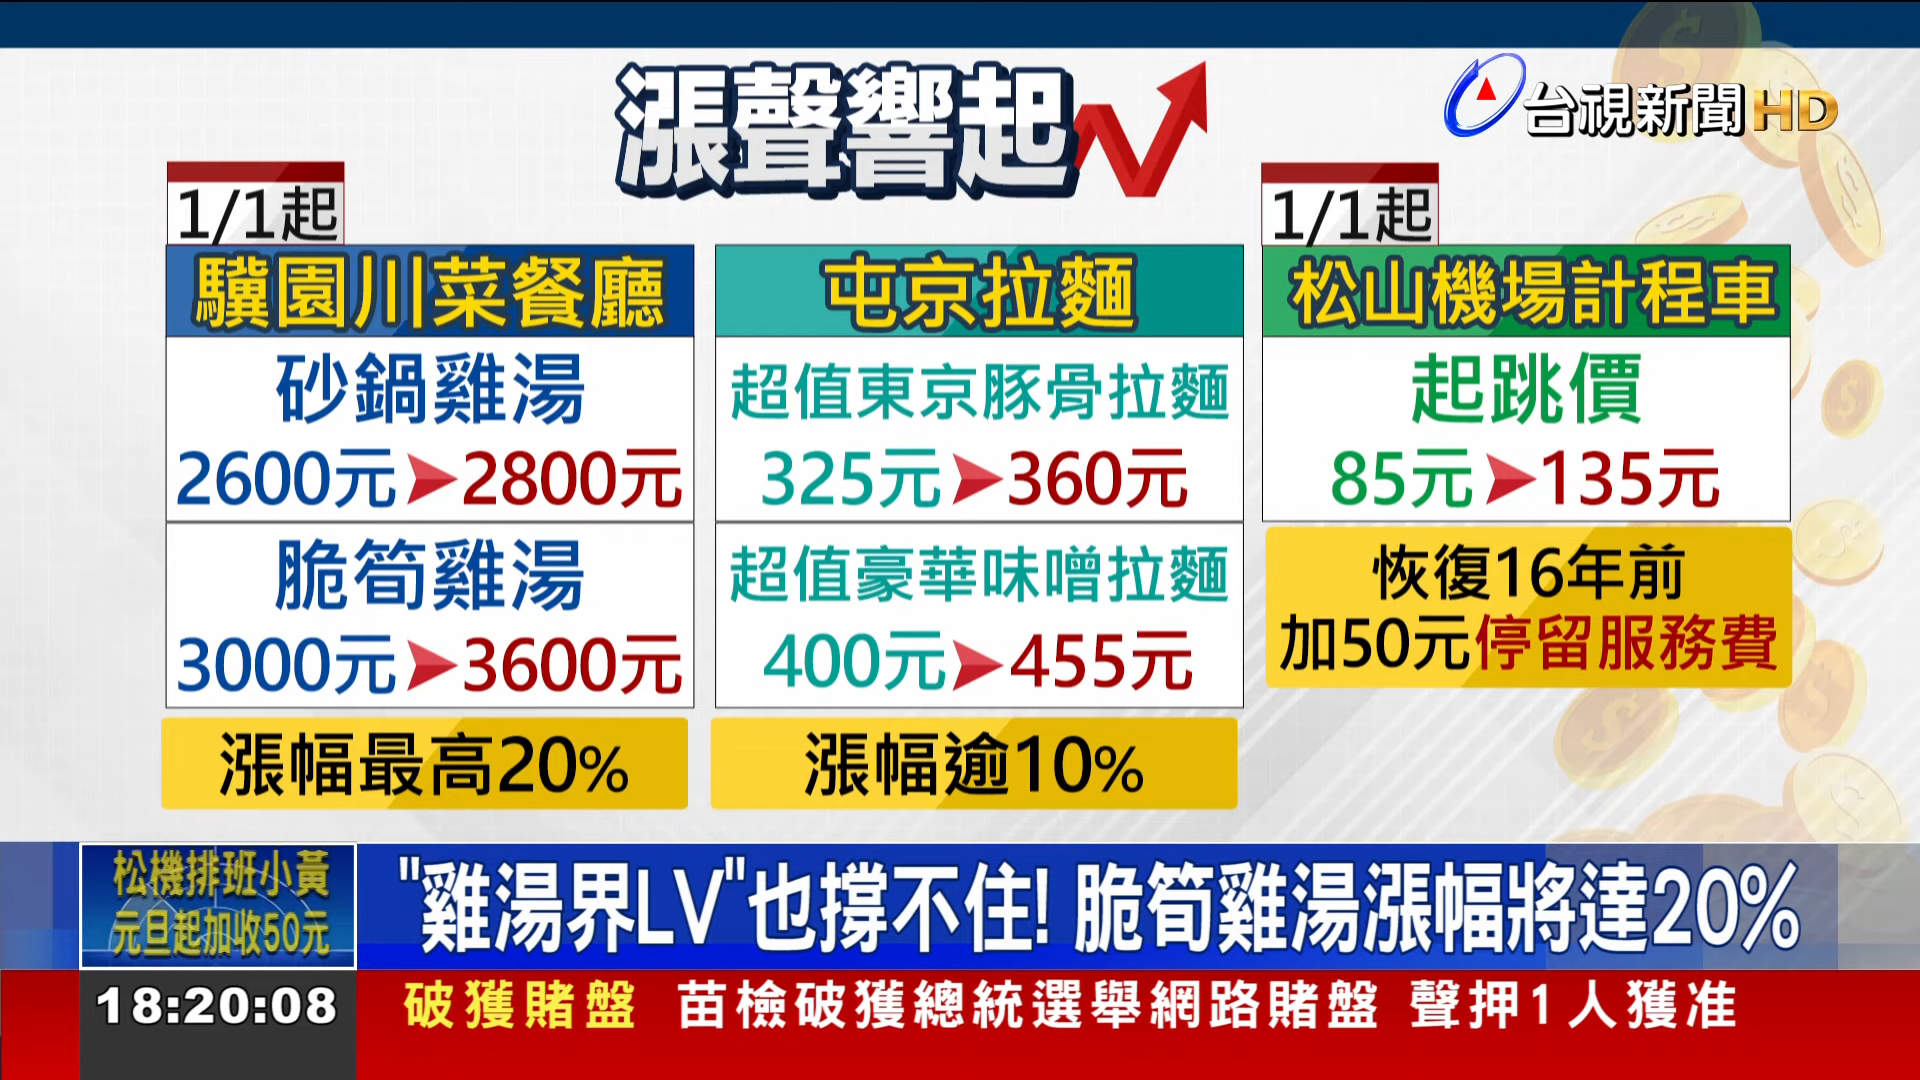 漲聲響起
台視新聞HD
1/1起
驥園川菜餐廳
砂鍋雞湯
2600元 2800元
脆筍雞湯
3000元 3600元
漲幅最高20%
屯京拉麵
超值東京豚骨拉麵
325元 360元
超值豪華味噌拉麵
400元 455元
漲幅逾10%
1/1起
松山機場計程車
起跳價
85元 135元
恢復16年前
加50元停留服務費
松機排班小黃
元旦起加收50元
"雞湯界LV"也撐不住! 脆筍雞湯漲幅將達20%
18:20:08
破獲賭盤 苗檢破獲總統選舉網路賭盤 聲押1人獲准